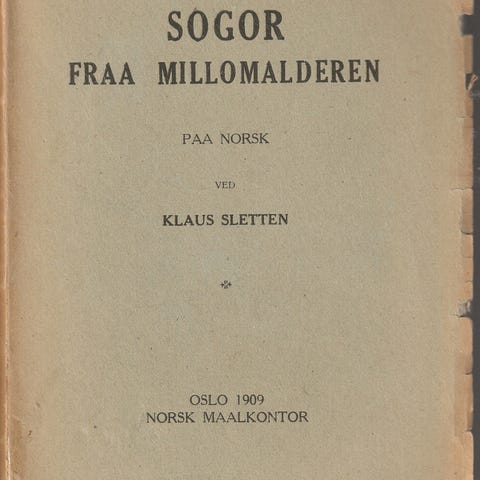 SOGOR
FRAA MILLOMALDEREN
PAA NORSK
VED
KLAUS SLETTEN
OSLO 1909
NORSK MAALKONTOR